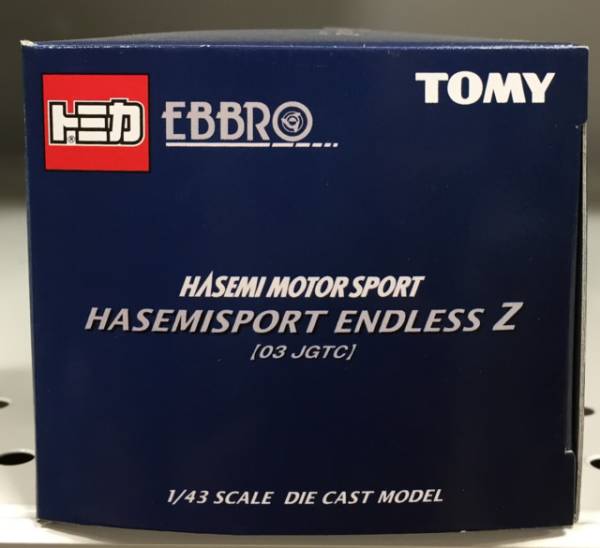 トミカ® EBBRO TOMY
HASEMI MOTOR SPORT
HASEMISPORT ENDLESS Z
[03 JGTC]
1/43 SCALE DIE CAST MODEL